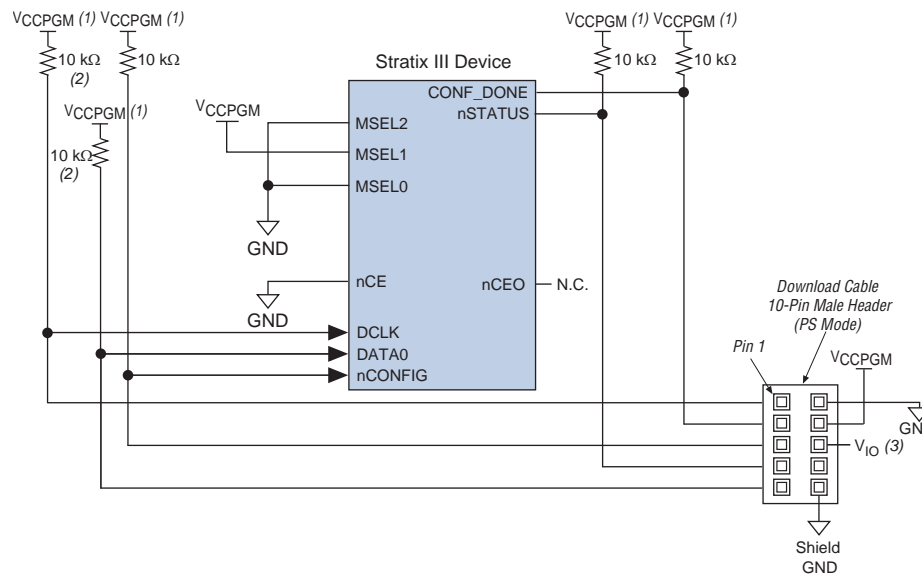 VCCPGM (1)
VCCPGM (1)
10 kΩ
(2)
10 kΩ
VCCPGM (1)
10 kΩ
(2)
VCCPGM (1)
VCCPGM (1)
10 kΩ
10 kΩ
Stratix III Device
VCCPGM
CONF_DONE
nSTATUS
MSEL2
MSEL1
MSEL0
GND
nCE
GND
nCEO
N.C.
DCLK
DATA0
nCONFIG
Download Cable
10-Pin Male Header
(PS Mode)
Pin 1
VCCPGM
GN
VIO (3)
Shield
GND